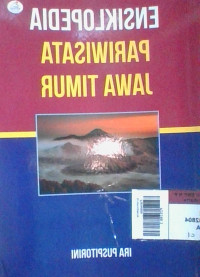 ENSIKLOPEDIA
PARIWISATA
JAWA TIMUR
IRA PUSPITORINI